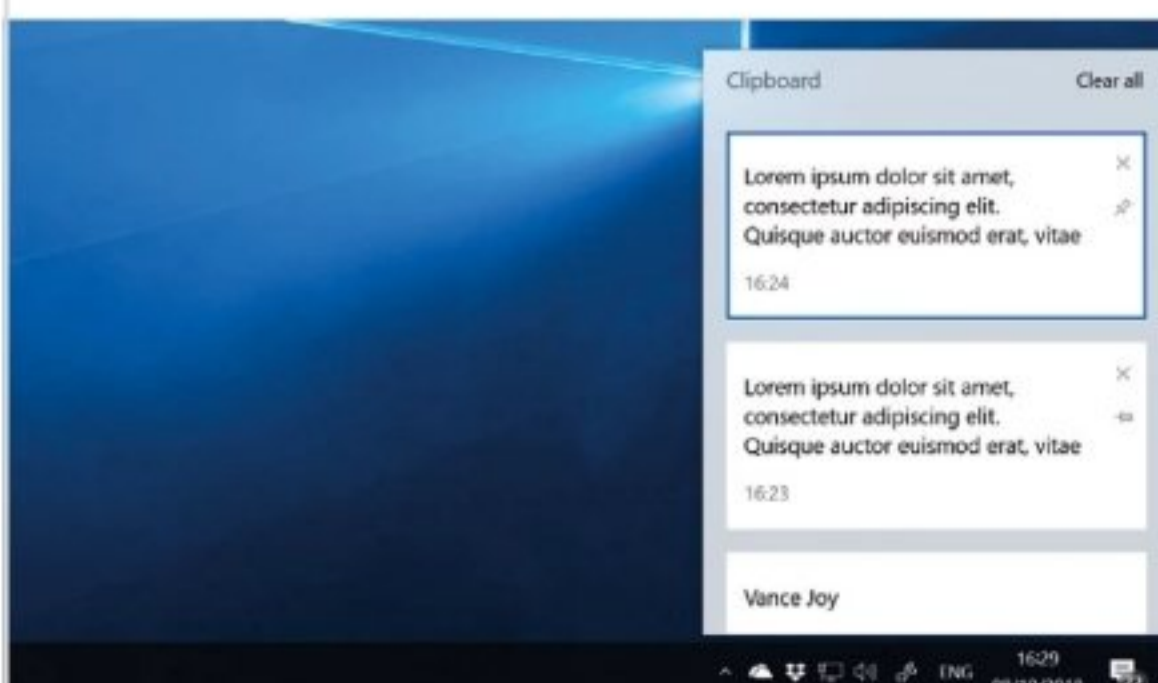 Clipboard Clear all
Lorem ipsum dolor sit amet,
consectetur adipiscing elit.
Quisque auctor euismod erat, vitae
16:24
Lorem ipsum dolor sit amet,
consectetur adipiscing elit.
Quisque auctor euismod erat, vitae
16:23
Vance Joy
ENG 16:29